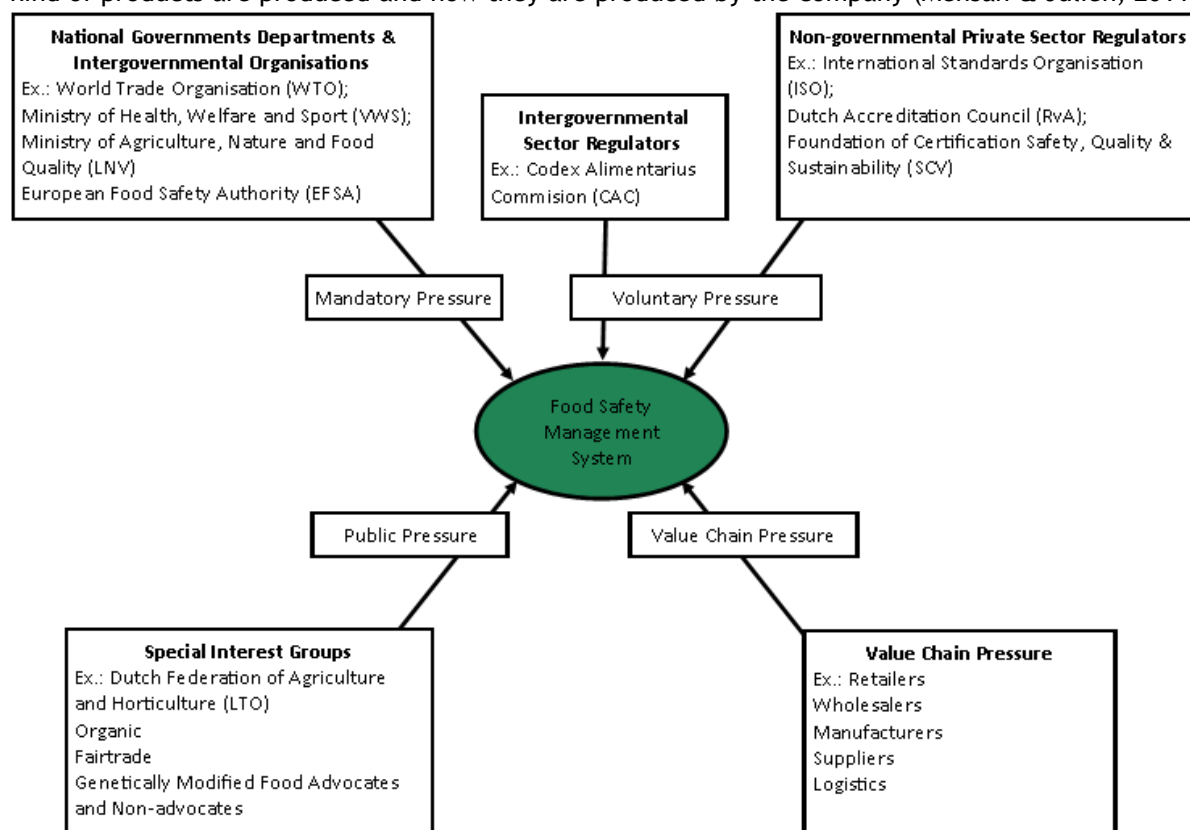 kind of products are produced and how they are produced by the company
National Governments Departments &
Intergovernmental Organisations
Ex.: World Trade Organisation (WTO);
Ministry of Health, Welfare and Sport (VWS);
Ministry of Agriculture, Nature and Food
Quality (LNV)
European Food Safety Authority (EFSA)
Intergovernmental
Sector Regulators
Ex.: Codex Alimentarius
Commision (CAC)
Non-governmental Private Sector Regulators
Ex.: International Standards Organisation
(ISO);
Dutch Accreditation Council (RvA);
Foundation of Certification Safety, Quality &
Sustainability (SCV)
Mandatory Pressure
Voluntary Pressure
Food Safety
Management
System
Public Pressure
Value Chain Pressure
Special Interest Groups
Ex.: Dutch Federation of Agriculture
and Horticulture (LTO)
Organic
Fairtrade
Genetically Modified Food Advocates
and Non-advocates
Value Chain Pressure
Ex.: Retailers
Wholesalers
Manufacturers
Suppliers
Logistics